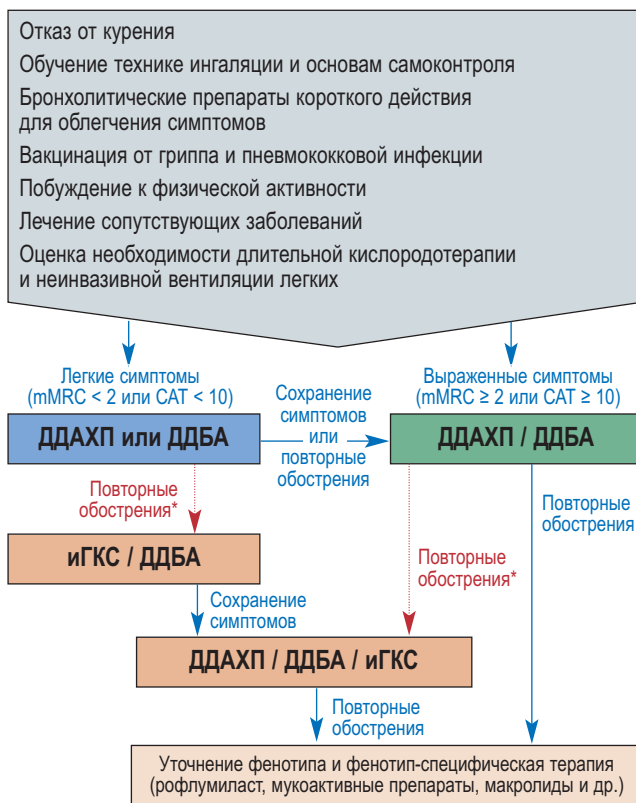 Отказ от курения
Обучение технике ингаляции и основам самоконтроля
Бронхолитические препараты короткого действия
для облегчения симптомов
Вакцинация от гриппа и пневмококковой инфекции
Побуждение к физической активности
Лечение сопутствующих заболеваний
Оценка необходимости длительной кислородотерапии
и неинвазивной вентиляции легких
Легкие симптомы
(mMRC < 2 или CAT < 10)
Выраженные симптомы
(mMRC ≥ 2 или CAT ≥ 10)
ДДАХП или ДДБА
Сохранение
симптомов
или
повторные
обострения
ДДАХП / ДДБА
Повторные
обострения*
Повторные
обострения
иГКС / ДДБА
Повторные
обострения*
Сохранение
симптомов
ДДАХП / ДДБА / иГКС
Повторные
обострения
Уточнение фенотипа и фенотип-специфическая терапия
(рофлумиласт, мукоактивные препараты, макролиды и др.)